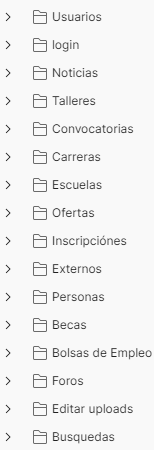 Usuarios
login
Noticias
Talleres
Convocatorias
Carreras
Escuelas
Ofertas
Inscripciónes
Externos
Personas
Becas
Bolsas de Empleo
Foros
Editar uploads
Busquedas